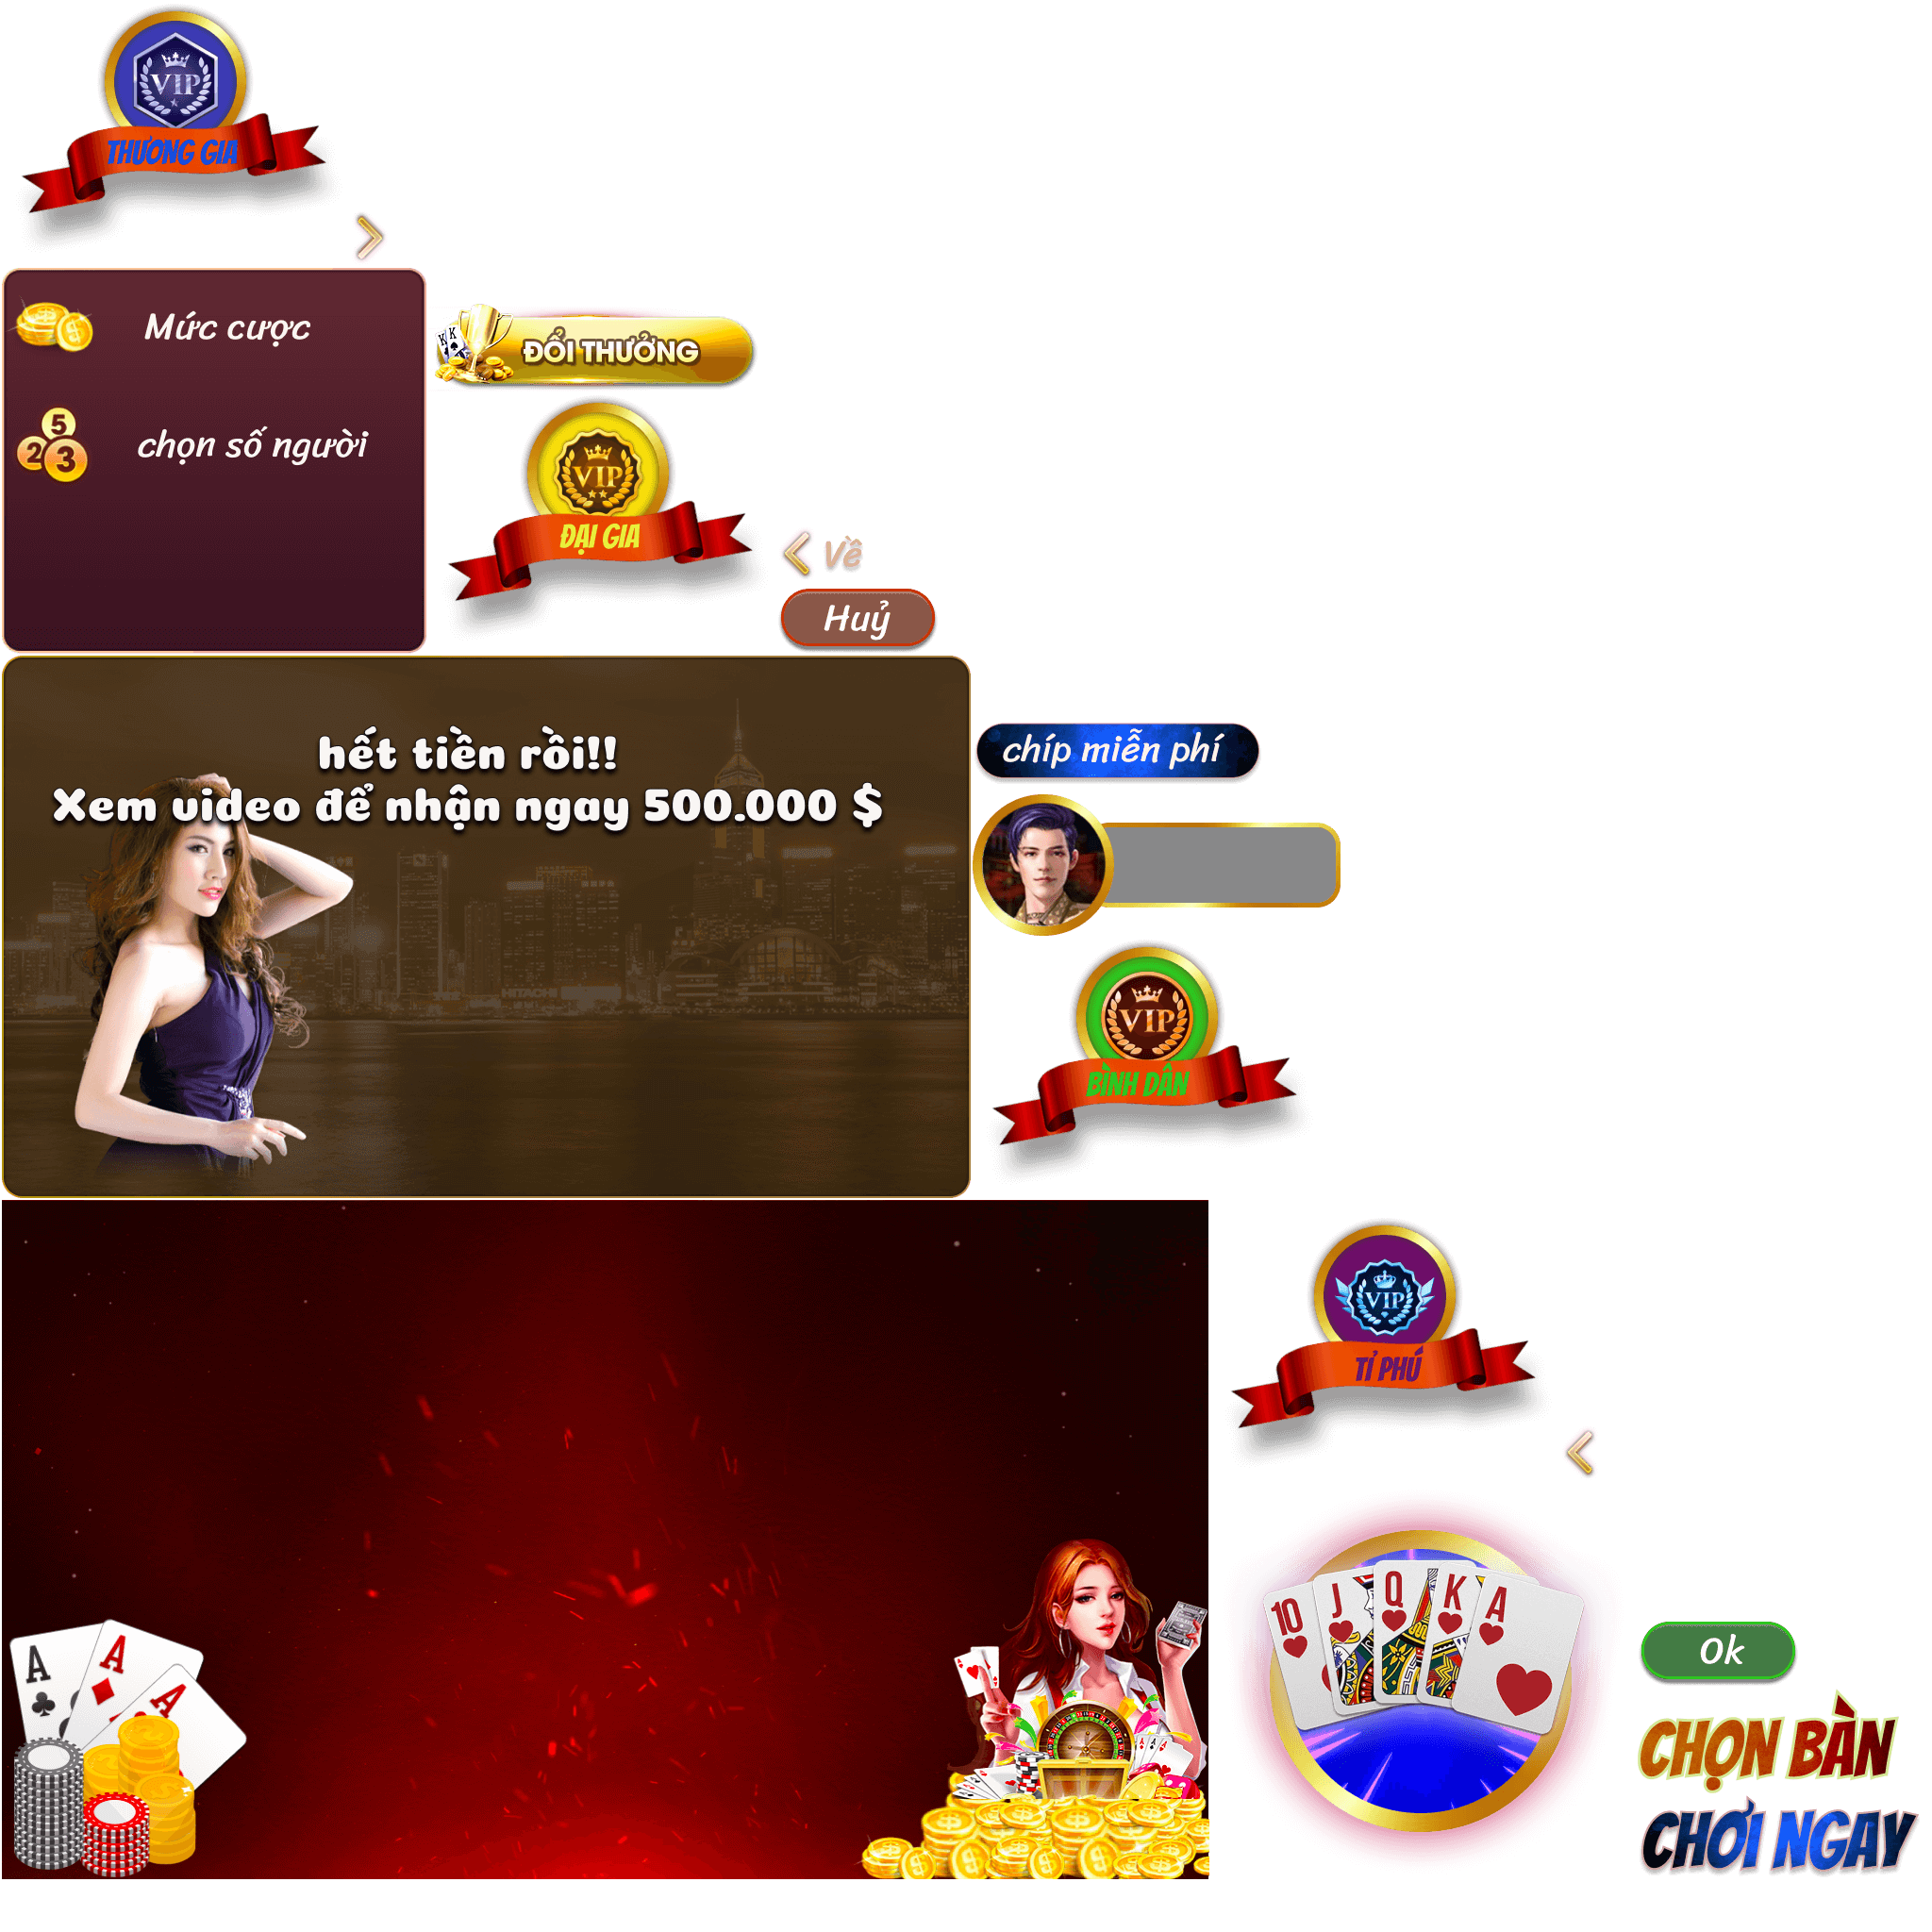 VIP
THƯƠNG GIA
Mức cược
chọn số người
5
2 3
K K
ĐỔI THƯỞNG
VIP
ĐẠI GIA
Về
Huỷ
hết tiền rồi!!
Xem video để nhận ngay 500.000 $
HITACHI
chíp miễn phí
VIP
BÌNH DÂN
VIP
TỈ PHÚ
A A A
10 J Q K A
Ok
CHỌN BÀN
CHƠI NGAY